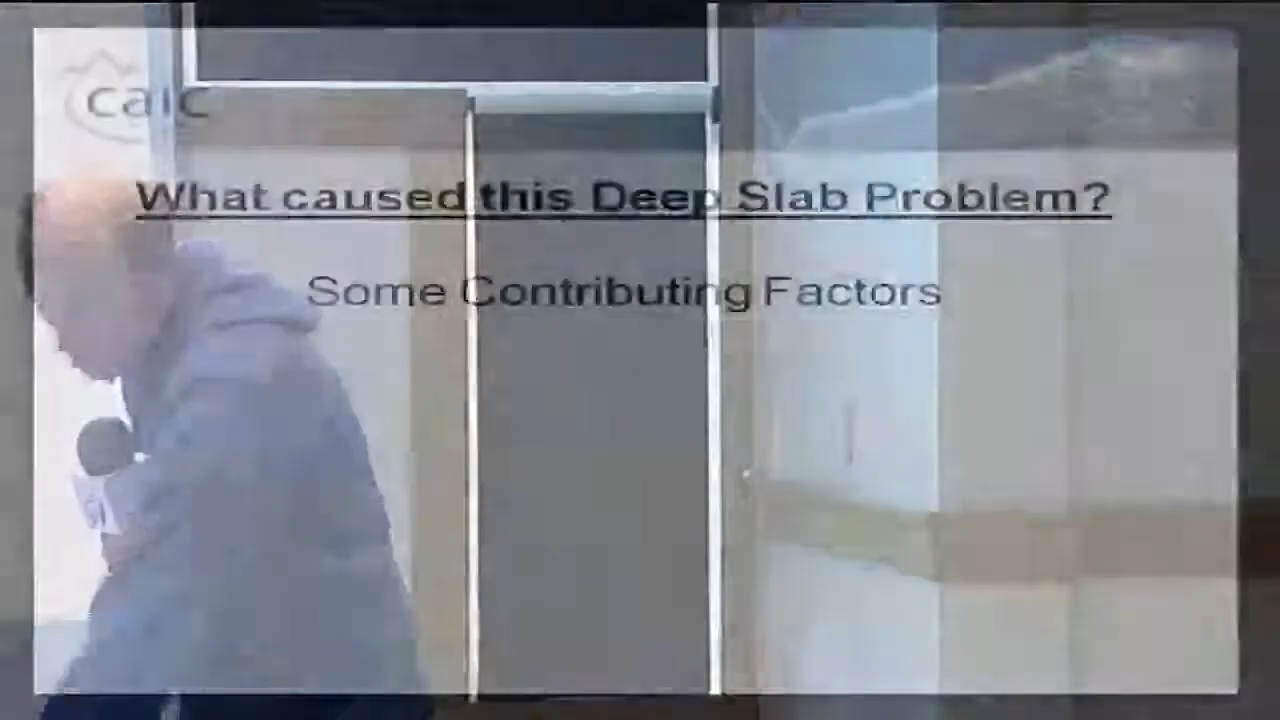 caic
What caused this Deep Slab Problem?
Some Contributing Factors